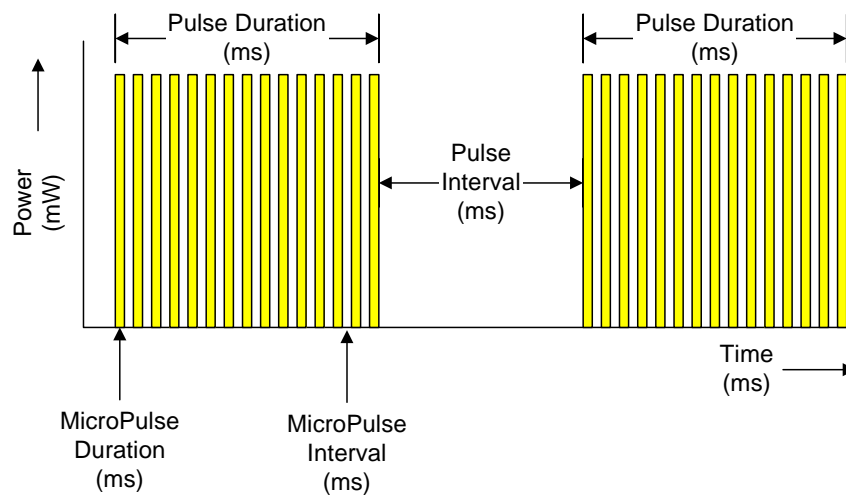 Pulse Duration
(ms)
Pulse Duration
(ms)
Power
(mW)
Pulse
Interval
(ms)
Time
(ms)
MicroPulse
Duration
(ms)
MicroPulse
Interval
(ms)